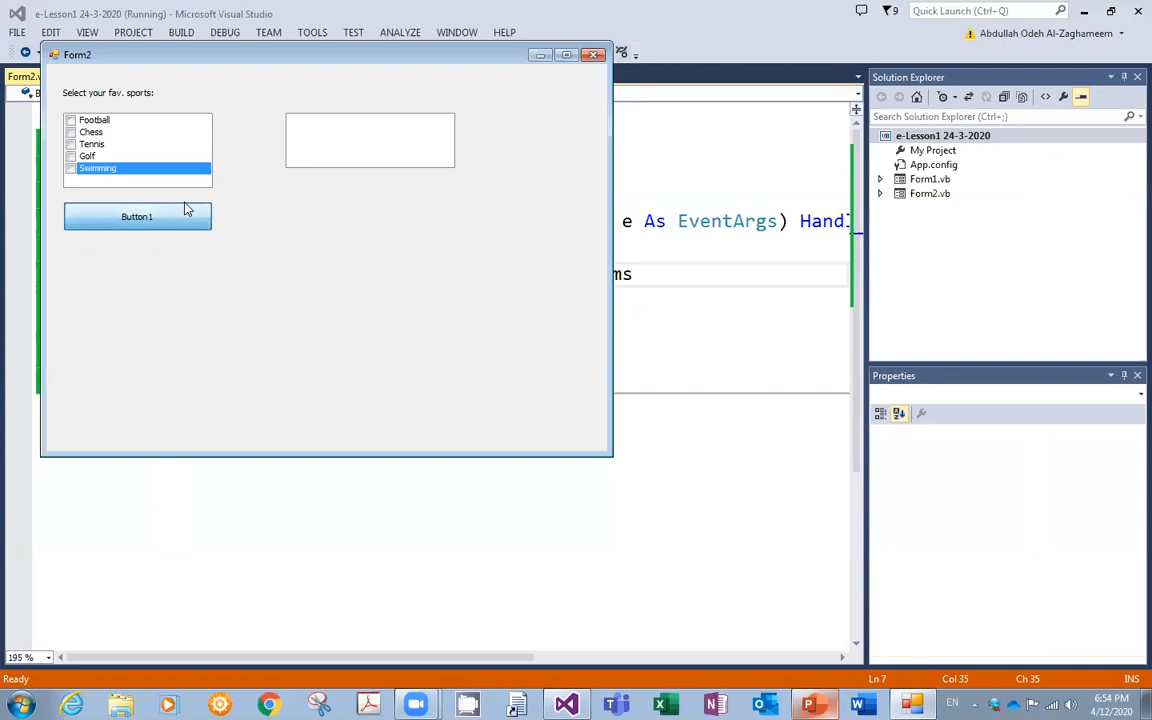 e-Lesson1 24-3-2020 (Running) - Microsoft Visual Studio
9
Quick Launch (Ctrl+Q)
FILE EDIT VIEW PROJECT BUILD DEBUG TEAM TOOLS TEST ANALYZE WINDOW HELP
Abdullah Odeh Al-Zaghameem
Form2
Form2.v
Select your fav. sports:
Football
Chess
Tennis
Golf
Swimming
Button1
e As EventArgs) Handl
ms
Solution Explorer
Search Solution Explorer (Ctrl+;)
e-Lesson1 24-3-2020
My Project
App.config
Form1.vb
Form2.vb
Properties
195 %
Ready
Ln 7
Col 35
Ch 35
INS
EN
6:54 PM
4/12/2020